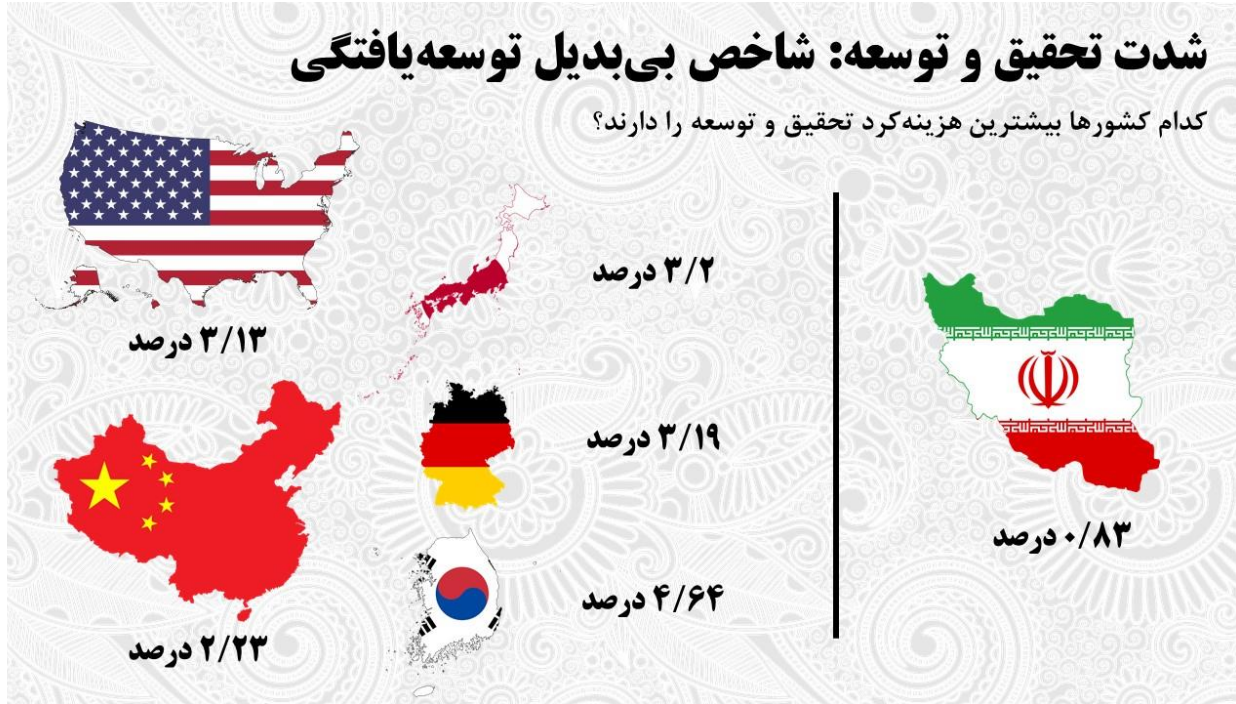 شدت تحقیق و توسعه: شاخص بی‌بدیل توسعه‌یافتگی
کدام کشورها بیشترین هزینه‌کرد تحقیق و توسعه را دارند؟
۰/۸۳ درصد
۳/۲ درصد
۳/۱۹ درصد
۴/۶۴ درصد
۳/۱۳ درصد
۲/۲۳ درصد